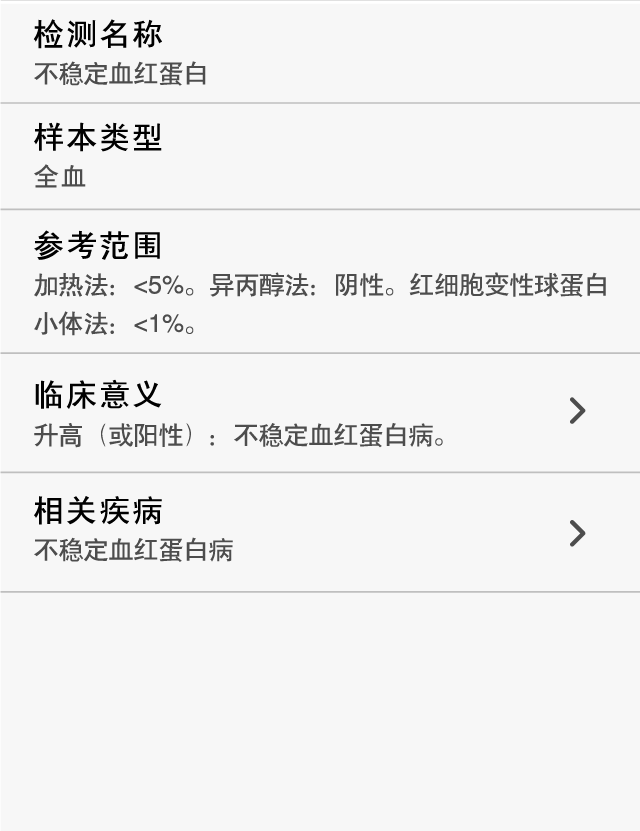 检测名称
不稳定血红蛋白
样本类型
全血
参考范围
加热法：<5%。异丙醇法：阴性。红细胞变性球蛋白
小体法：<1%。
临床意义
升高（或阳性）：不稳定血红蛋白病。
相关疾病
不稳定血红蛋白病